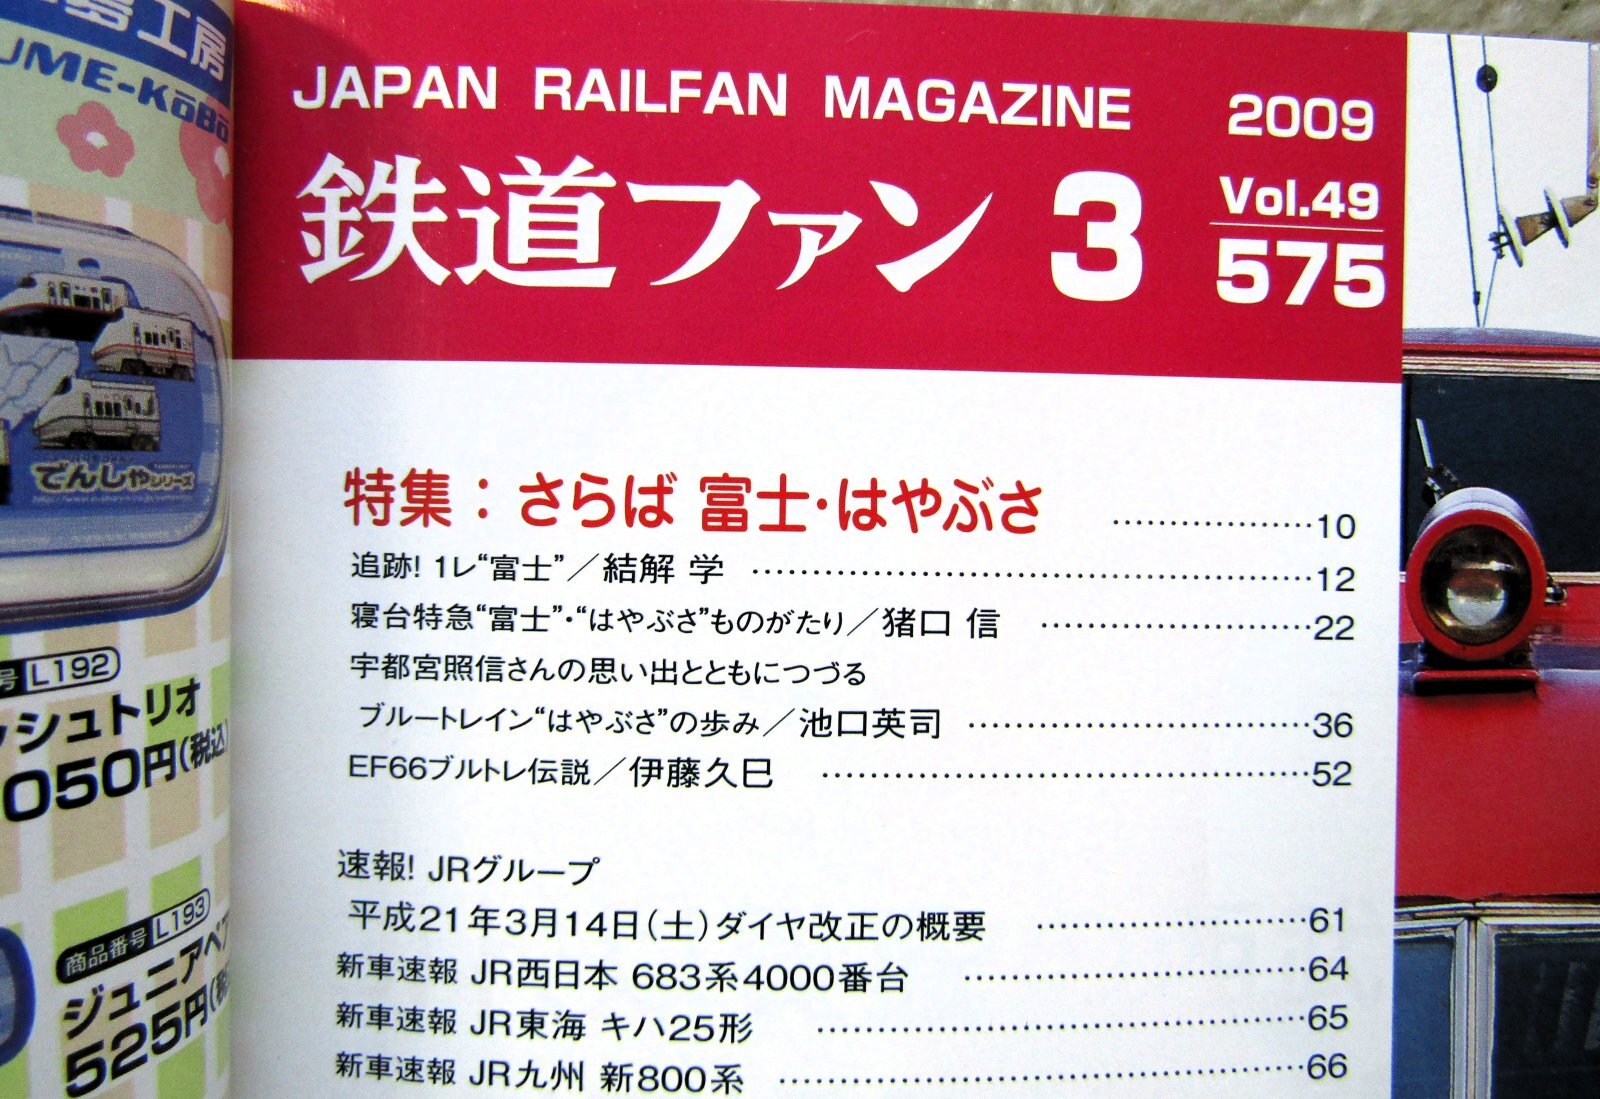 工房
UME-KōBō
でんしゃシリーズ
号 L192
シュトリオ
050円(税込)
商品番号 L193
ジュニアペア
525円(税
JAPAN RAILFAN MAGAZINE 2009
鉄道ファン 3 Vol.49
575
特集:さらば 富士・はやぶさ ……………… 10
追跡! 1レ“富士”／結解 学 ……………… 12
寝台特急“富士”・“はやぶさ”ものがたり／猪口 信 ……………… 22
宇都宮照信さんの思い出とともにつづる
ブルートレイン“はやぶさ”の歩み／池口英司 ……………… 36
EF66ブルトレ伝説／伊藤久巳 ……………… 52
速報! JRグループ
平成21年3月14日(土)ダイヤ改正の概要 ……………… 61
新車速報 JR西日本 683系4000番台 ……………… 64
新車速報 JR東海 キハ25形 ……………… 65
新車速報 JR九州 新800系 ……………… 66